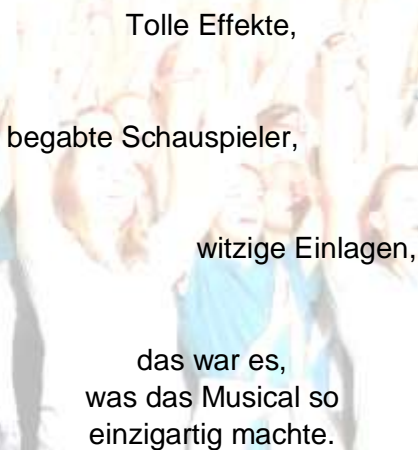 Tolle Effekte,
begabte Schauspieler,
witzige Einlagen,
das war es,
was das Musical so
einzigartig machte.